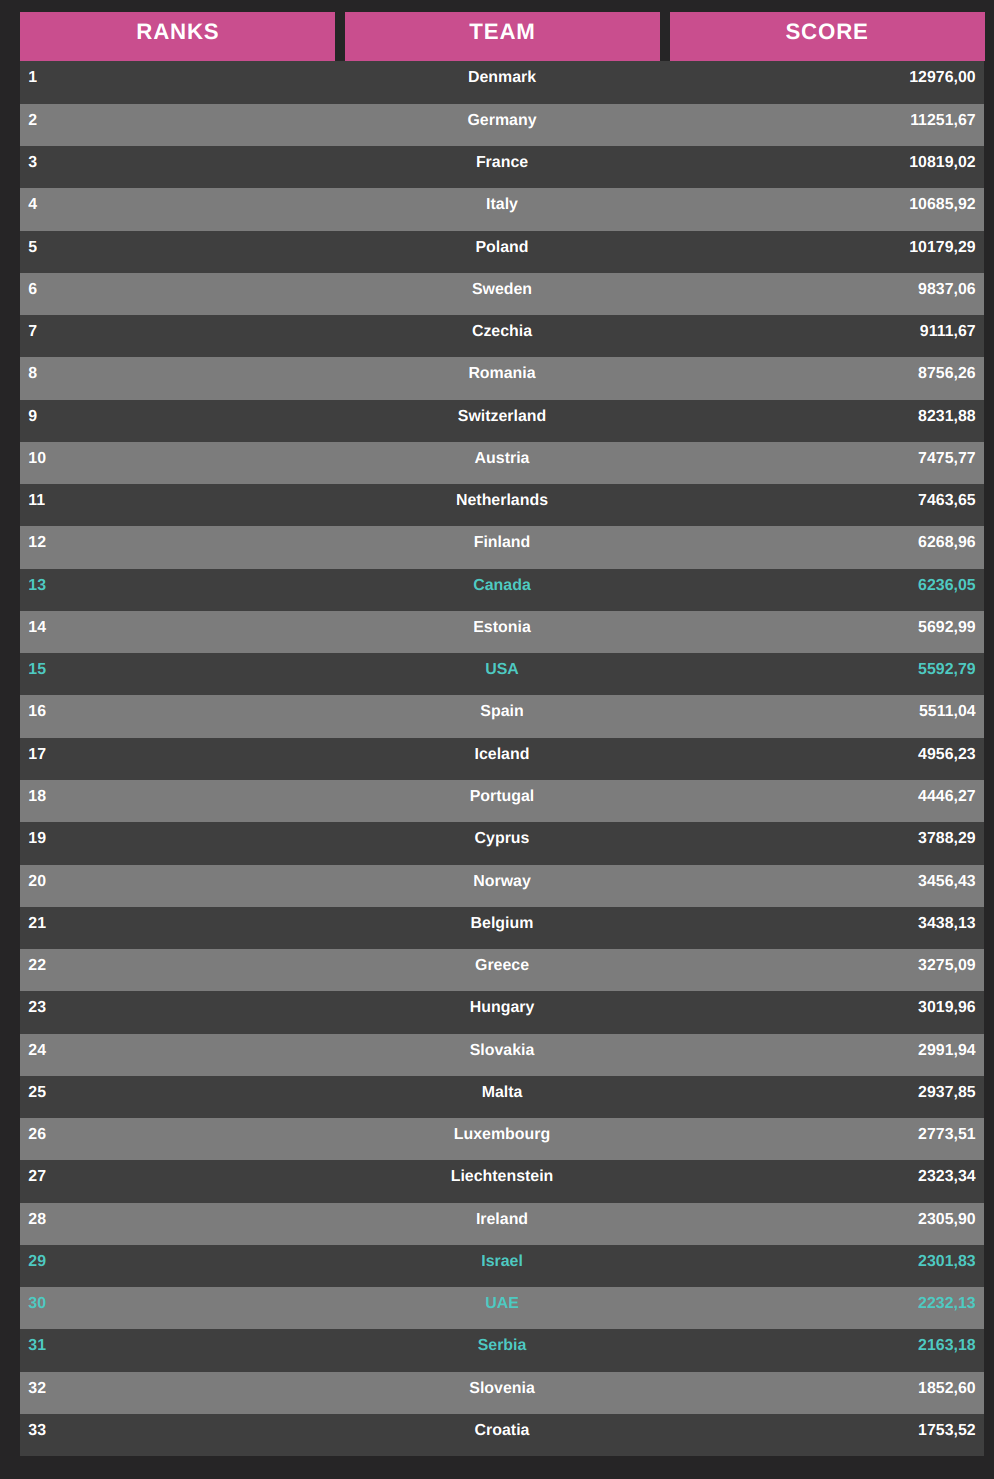 RANKS TEAM SCORE
1 Denmark 12976,00
2 Germany 11251,67
3 France 10819,02
4 Italy 10685,92
5 Poland 10179,29
6 Sweden 9837,06
7 Czechia 9111,67
8 Romania 8756,26
9 Switzerland 8231,88
10 Austria 7475,77
11 Netherlands 7463,65
12 Finland 6268,96
13 Canada 6236,05
14 Estonia 5692,99
15 USA 5592,79
16 Spain 5511,04
17 Iceland 4956,23
18 Portugal 4446,27
19 Cyprus 3788,29
20 Norway 3456,43
21 Belgium 3438,13
22 Greece 3275,09
23 Hungary 3019,96
24 Slovakia 2991,94
25 Malta 2937,85
26 Luxembourg 2773,51
27 Liechtenstein 2323,34
28 Ireland 2305,90
29 Israel 2301,83
30 UAE 2232,13
31 Serbia 2163,18
32 Slovenia 1852,60
33 Croatia 1753,52